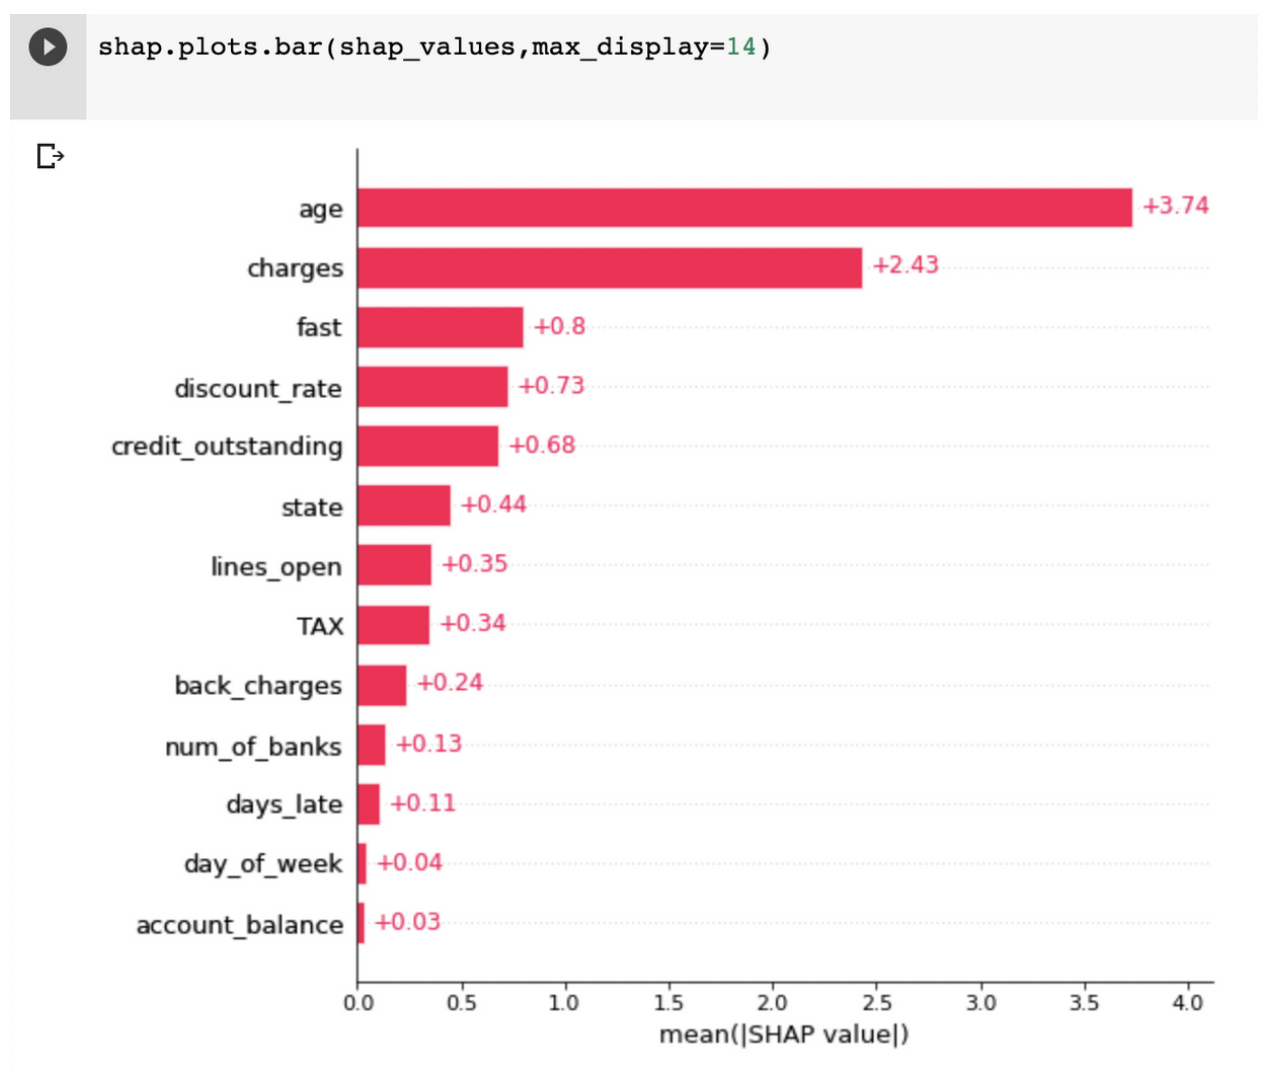 shap.plots.bar(shap_values,max_display=14)
age +3.74
charges +2.43
fast +0.8
discount_rate +0.73
credit_outstanding +0.68
state +0.44
lines_open +0.35
TAX +0.34
back_charges +0.24
num_of_banks +0.13
days_late +0.11
day_of_week +0.04
account_balance +0.03
0.0 0.5 1.0 1.5 2.0 2.5 3.0 3.5 4.0
mean(|SHAP value|)